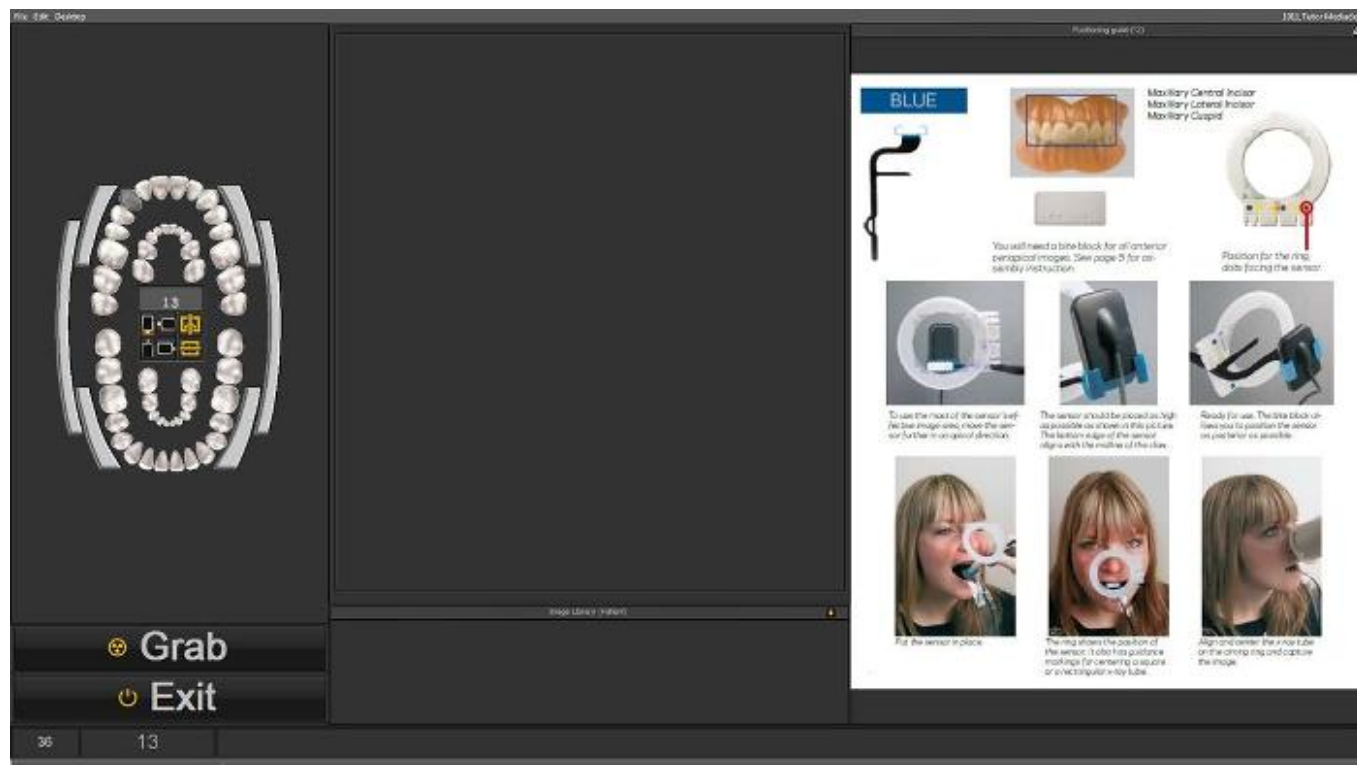 File Edit Desktop
Positioning guide (12)
BLUE
Maxillary Central Incisor
Maxillary Lateral Incisor
Maxillary Cuspid
You will need a bite block for all anterior
periapical images. See page 9 for as-
sembly instruction.
Position for the ring,
dots facing the sensor.
13
To use the most of the sensor's ef-
fective image area, move the sen-
sor further in an apical direction.
The sensor should be placed as high
as possible as shown in this picture.
The bottom edge of the sensor
aligns with the midline of the claw.
Ready for use. The bite block al-
lows you to position the sensor
as posterior as possible.
Image Library (Patient)
Grab
Exit
Put the sensor in place.
The ring shows the position of
the sensor. It also has guidance
markings for centering a square
or a rectangular x-ray tube.
Align and center the x-ray tube
on the aiming ring and capture
the image.
36
13